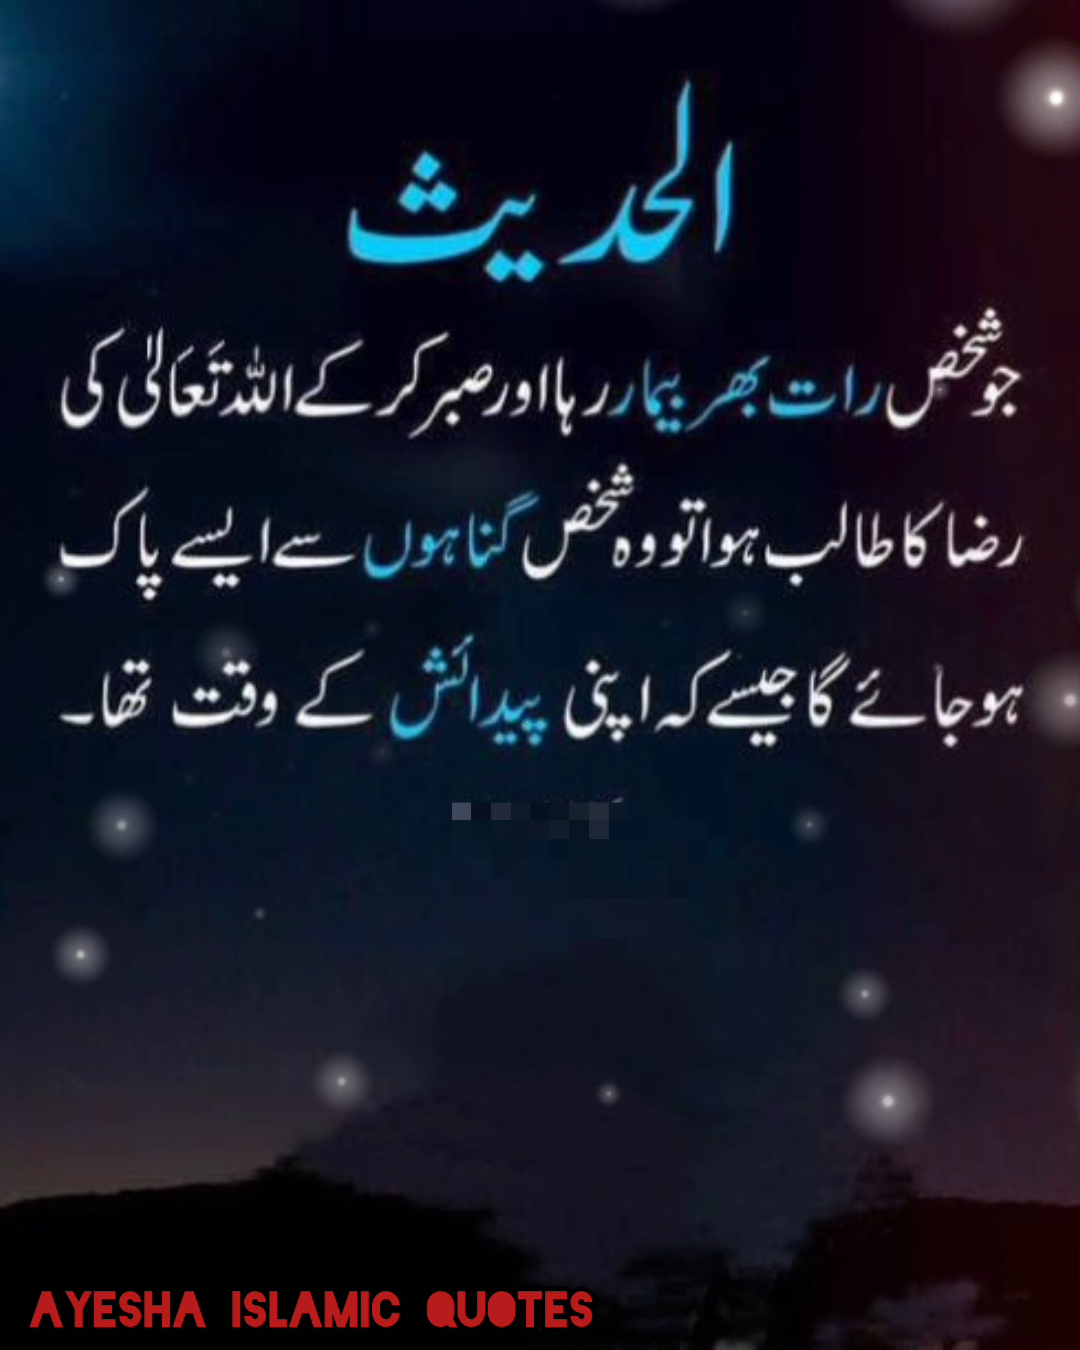 الحدیث
جو شخص رات بھر بیمار رہا اور صبر کر کے اللہ تَعَالٰی کی
رضا کا طالب ہوا تو وہ شخص گناہوں سے ایسے پاک
ہو جائے گا جیسے کہ اپنی پیدائش کے وقت تھا۔
AYESHA ISLAMIC QUOTES